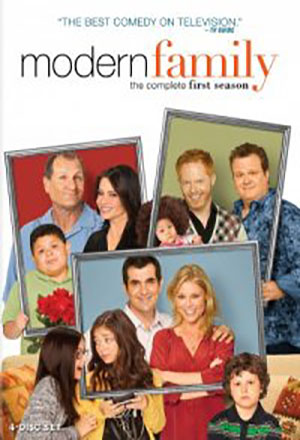 "THE BEST COMEDY ON TELEVISION."
—TV GUIDE
modern family
the complete first season
4-DISC SET